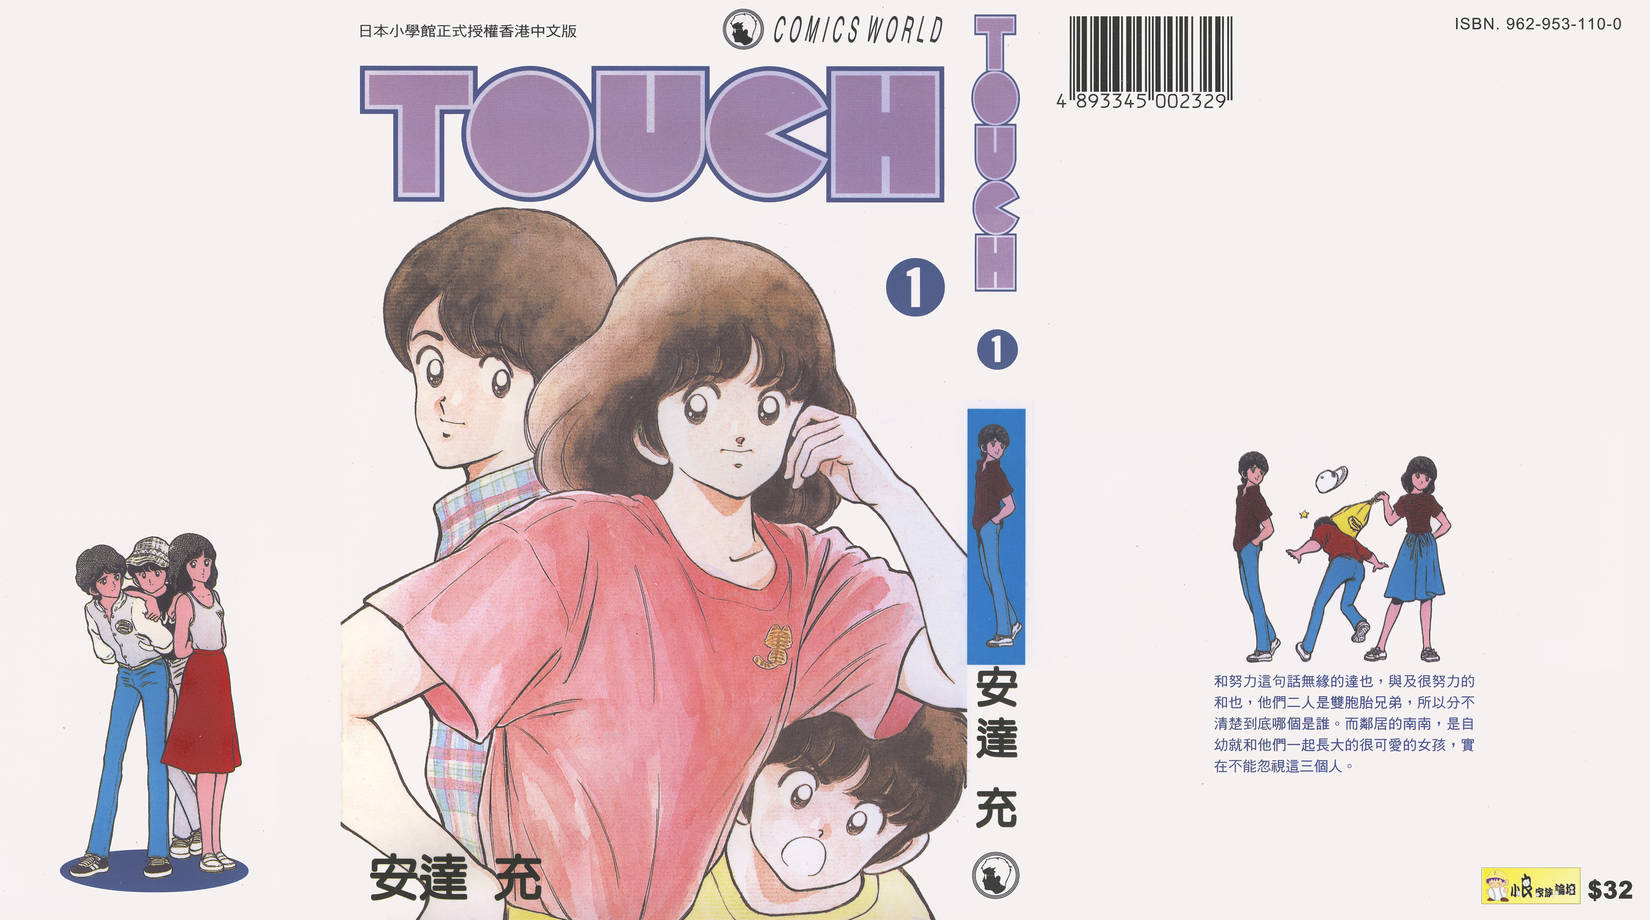 日本小學館正式授權香港中文版
COMICS WORLD
TOUCH
1
安達 充
TOUCH
1
安達 充
4 893345 002329
ISBN. 962-953-110-0
和努力這句話無緣的達也，與及很努力的
和也，他們二人是雙胞胎兄弟，所以分不
清楚到底哪個是誰。而鄰居的南南，是自
幼就和他們一起長大的很可愛的女孩，實
在不能忽視這三個人。
$32